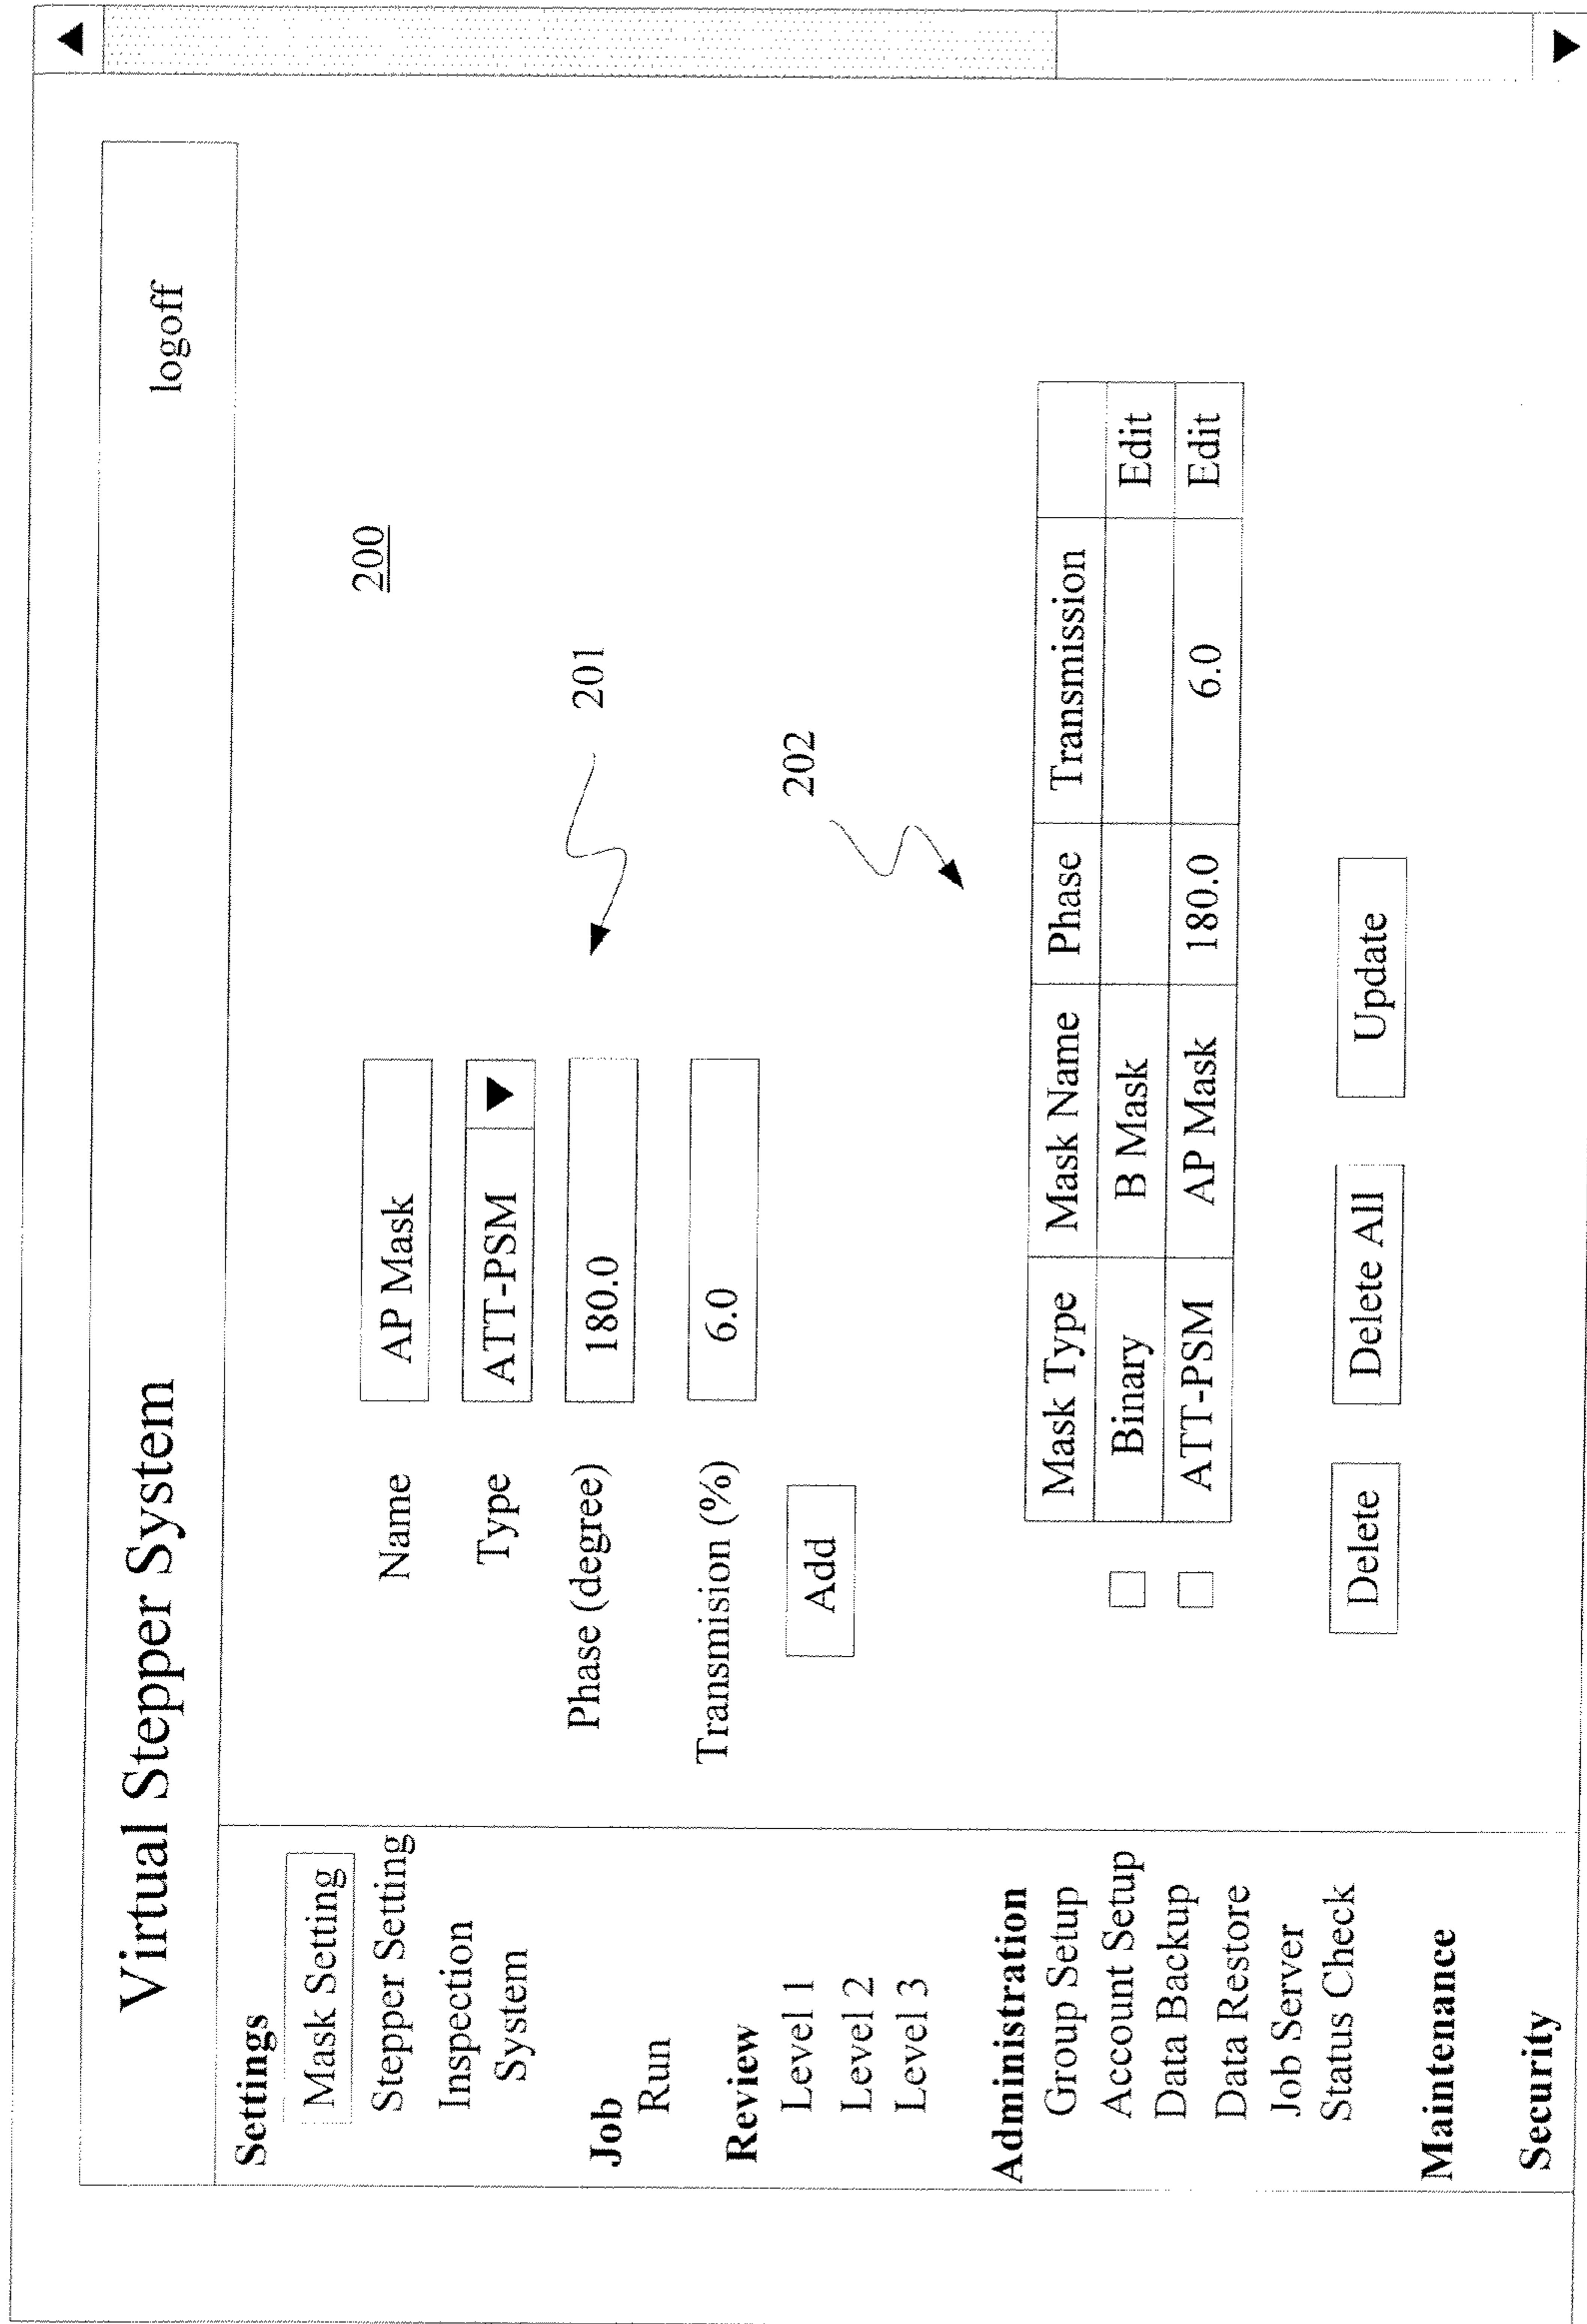 Virtual Stepper System
logoff
Settings
Mask Setting
Stepper Setting
Inspection
System
Job
Run
Review
Level 1
Level 2
Level 3
Administration
Group Setup
Account Setup
Data Backup
Data Restore
Job Server
Status Check
Maintenance
Security
200
Name AP Mask
Type ATT-PSM
Phase (degree) 180.0
201
Transmision (%) 6.0
Add
202
Mask Type Mask Name Phase Transmission
Binary B Mask Edit
ATT-PSM AP Mask 180.0 6.0 Edit
Delete Delete All Update